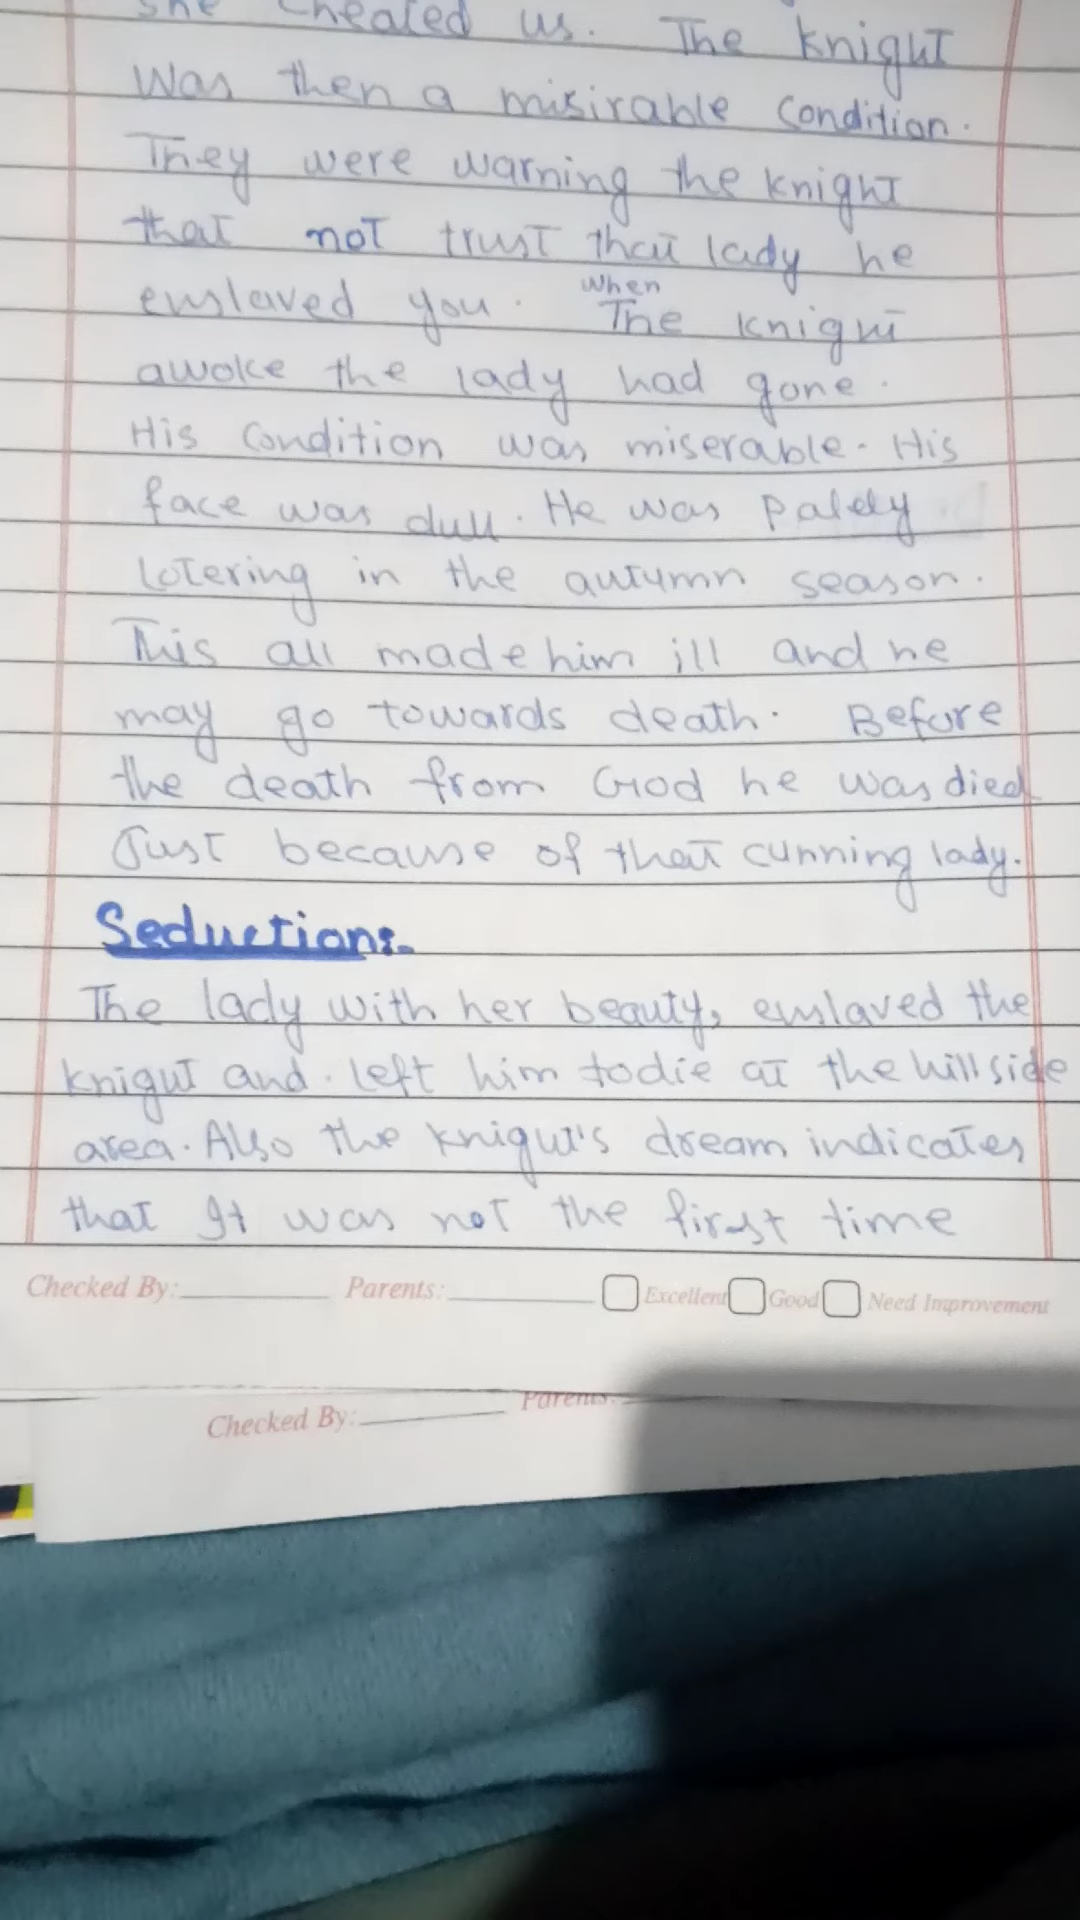 she cheated us. The knight
was then a misirable condition.
They were warning the knight
that not trust that lady he
enslaved you. When The knight
awoke the lady had gone.
His condition was miserable. His
face was dull. He was palely
lotering in the autumn season.
This all made him ill and he
may go towards death. Before
the death from God he was died
Just because of that cunning lady.
Seduction:-
The lady with her beauty, enslaved the
knight and. left him to die at the hill side
area. Also the knight's dream indicates
that It was not the first time
Checked By: Parents: Excellent Good Need Improvement
Checked By: Parents: